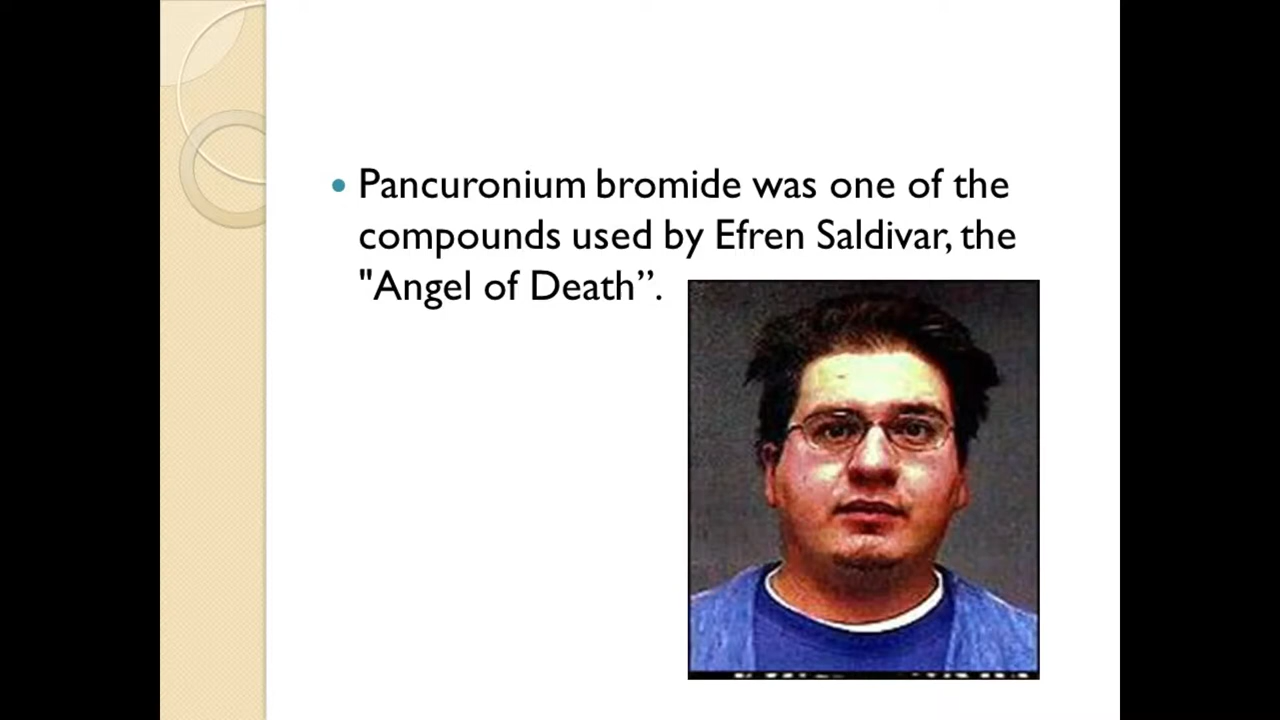 Pancuronium bromide was one of the
compounds used by Efren Saldivar, the
"Angel of Death”.